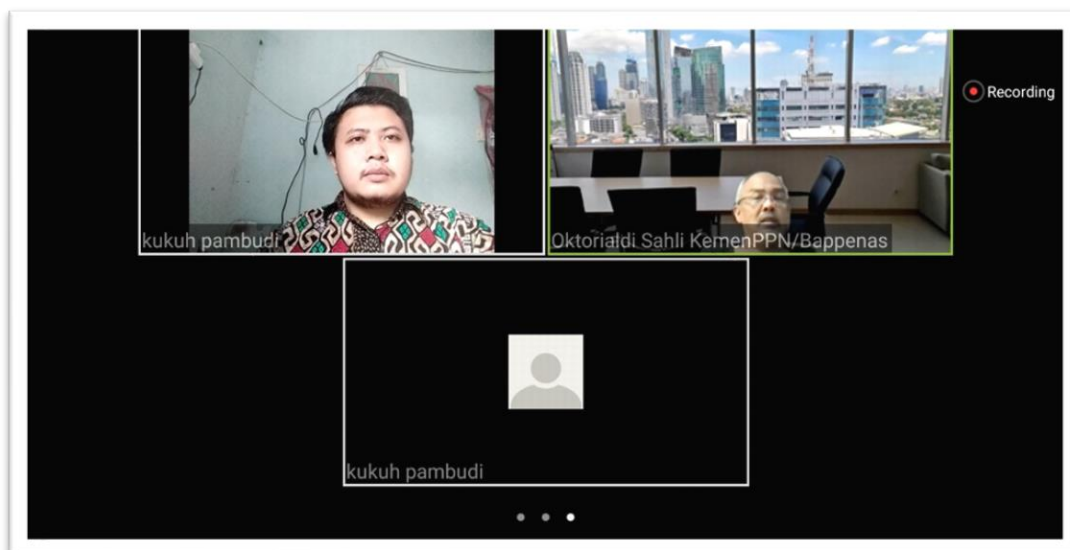 Recording
kukuh pambudi
Oktorialdi Sahli KemenPPN/Bappenas
kukuh pambudi